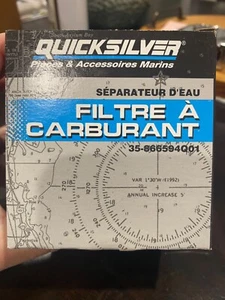 QUICKSILVER®
Pièces & Accessoires Marins
SÉPARATEUR D'EAU
FILTRE À
CARBURANT
35-866594Q01
ANNUAL INCREASE